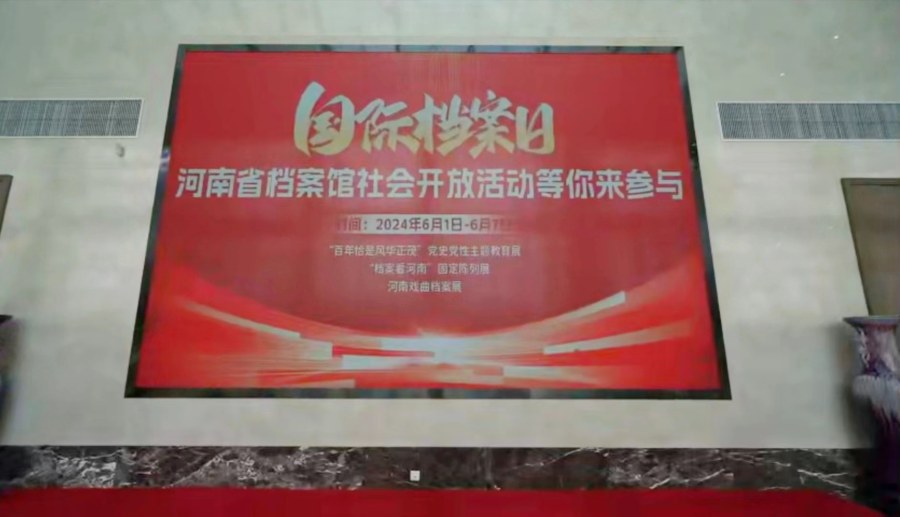 国际档案日
河南省档案馆社会开放活动等你来参与
时间：2024年6月1日-6月7日
“百年恰是风华正茂”党史党性主题教育展
“档案看河南”固定陈列展
河南戏曲档案展